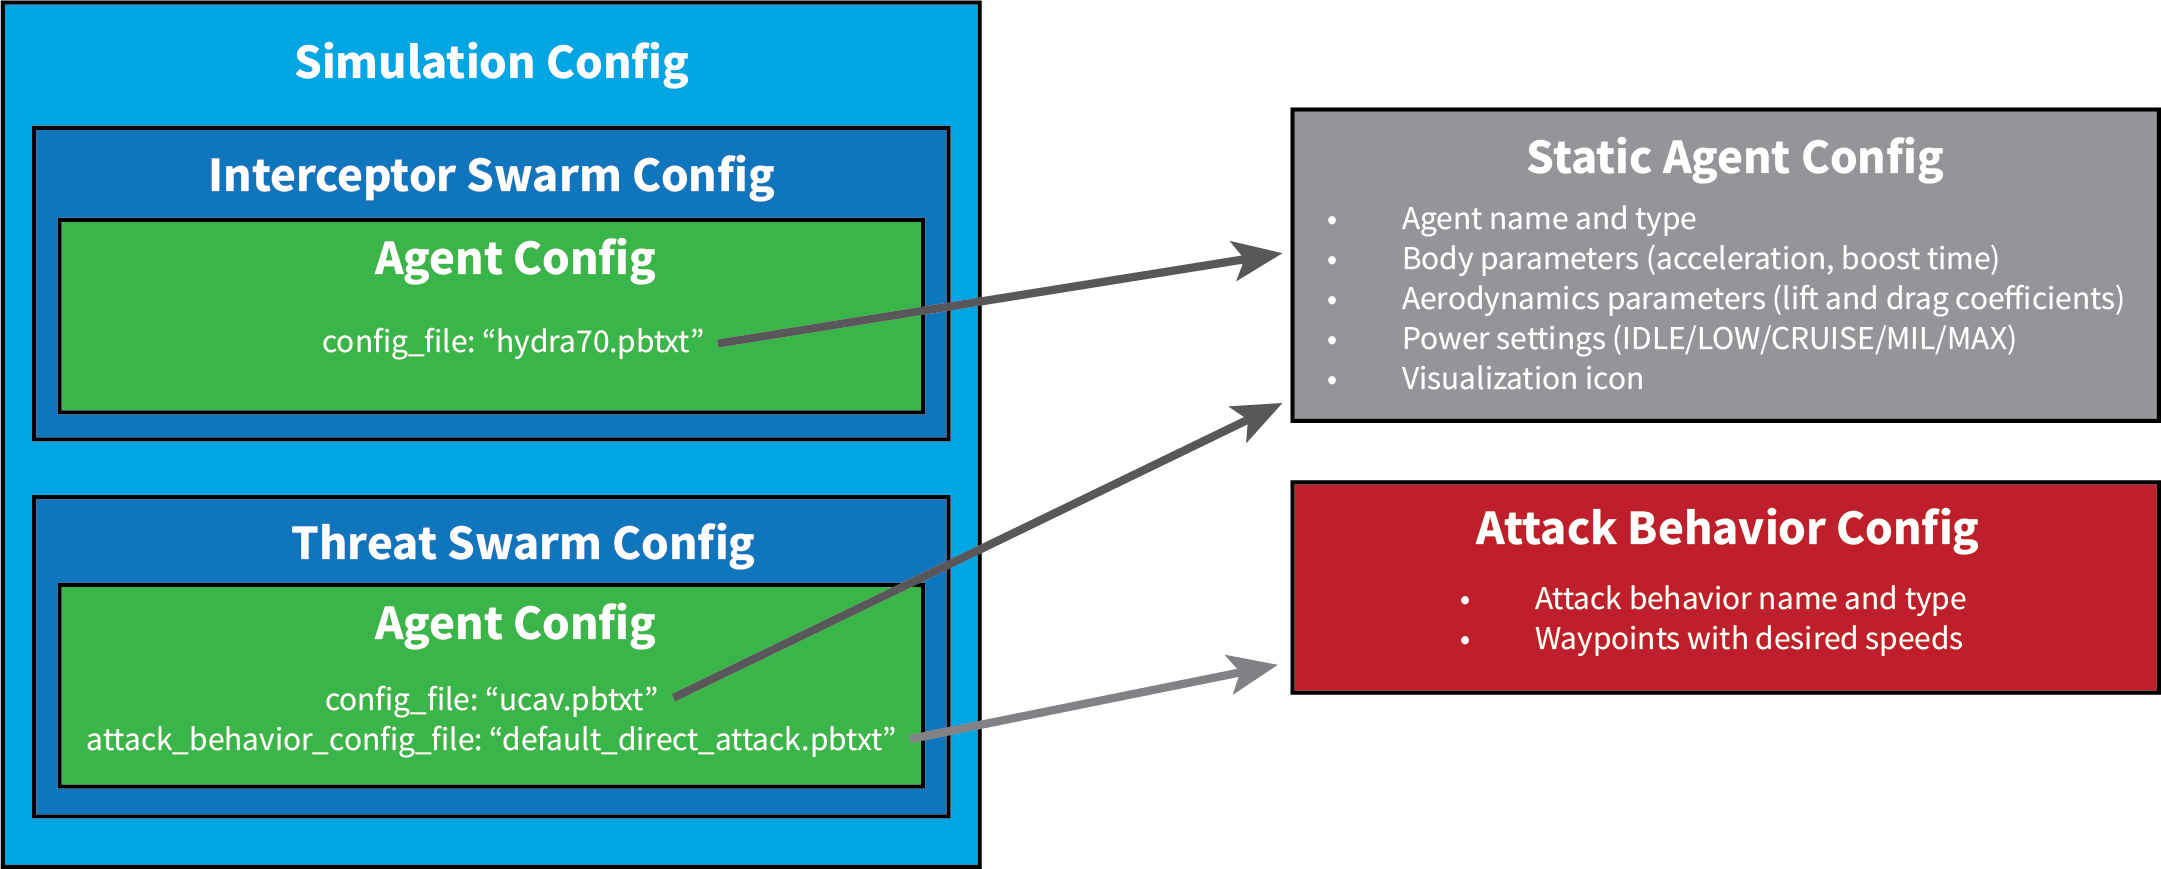 Simulation Config
Interceptor Swarm Config
Agent Config
config_file: “hydra70.pbtxt”
Threat Swarm Config
Agent Config
config_file: “ucav.pbtxt”
attack_behavior_config_file: “default_direct_attack.pbtxt”
Static Agent Config
• Agent name and type
• Body parameters (acceleration, boost time)
• Aerodynamics parameters (lift and drag coefficients)
• Power settings (IDLE/LOW/CRUISE/MIL/MAX)
• Visualization icon
Attack Behavior Config
• Attack behavior name and type
• Waypoints with desired speeds